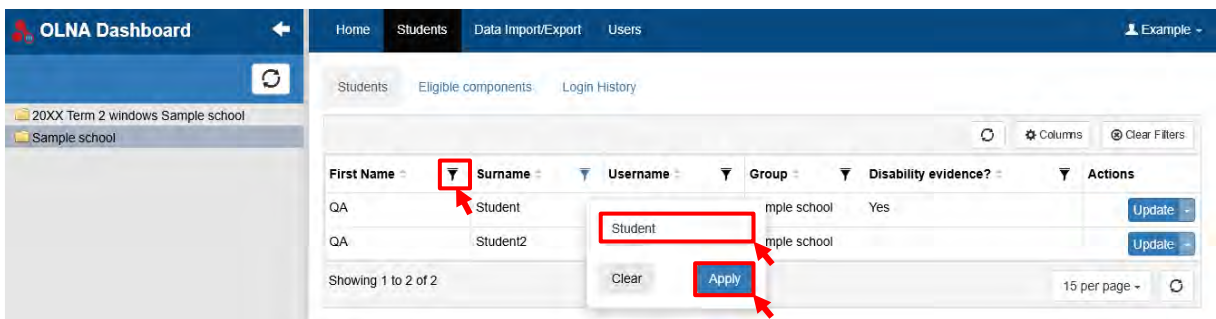 OLNA Dashboard
Home Students Data Import/Export Users Example
Students Eligible components Login History
20XX Term 2 windows Sample school
Sample school
Columns Clear Filters
First Name Surname Username Group Disability evidence? Actions
QA Student mple school Yes Update
Student
QA Student2 mple school Update
Showing 1 to 2 of 2 Clear Apply 15 per page